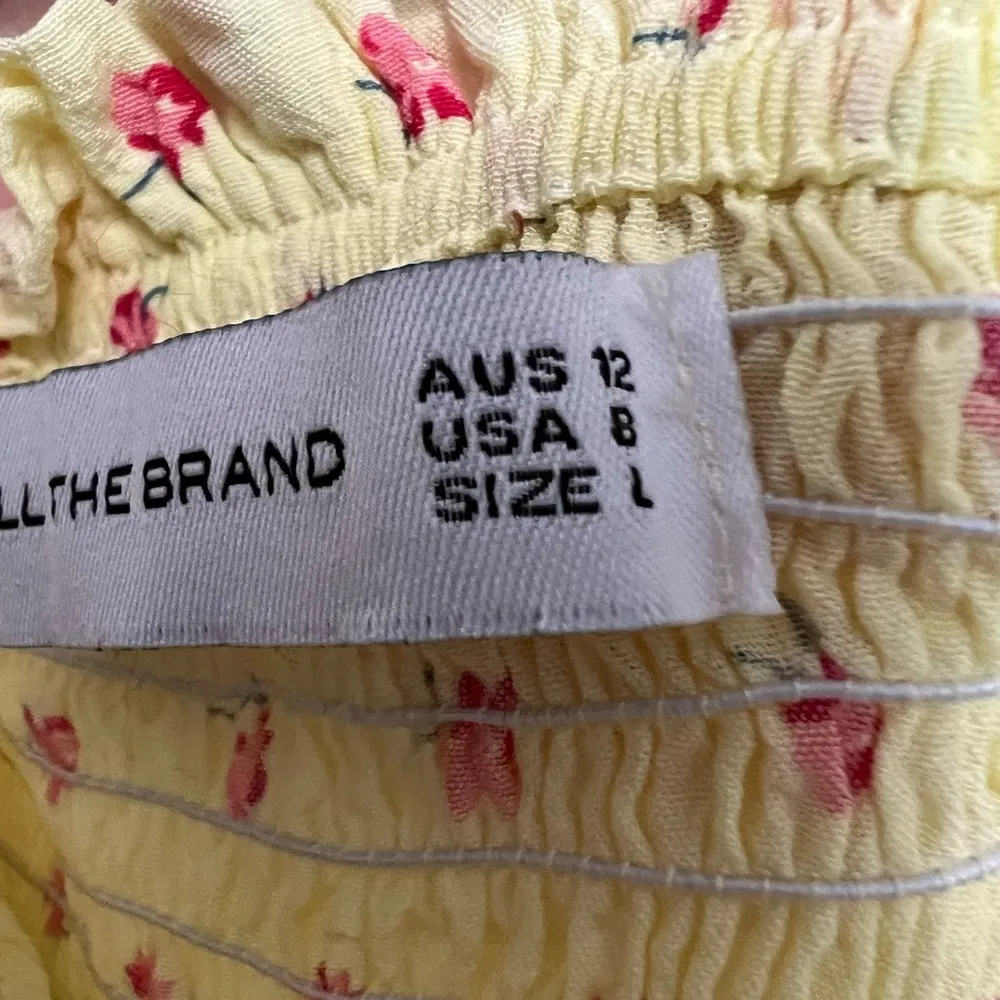 LLTHEBRAND
AUS 12
USA 8
SIZE L